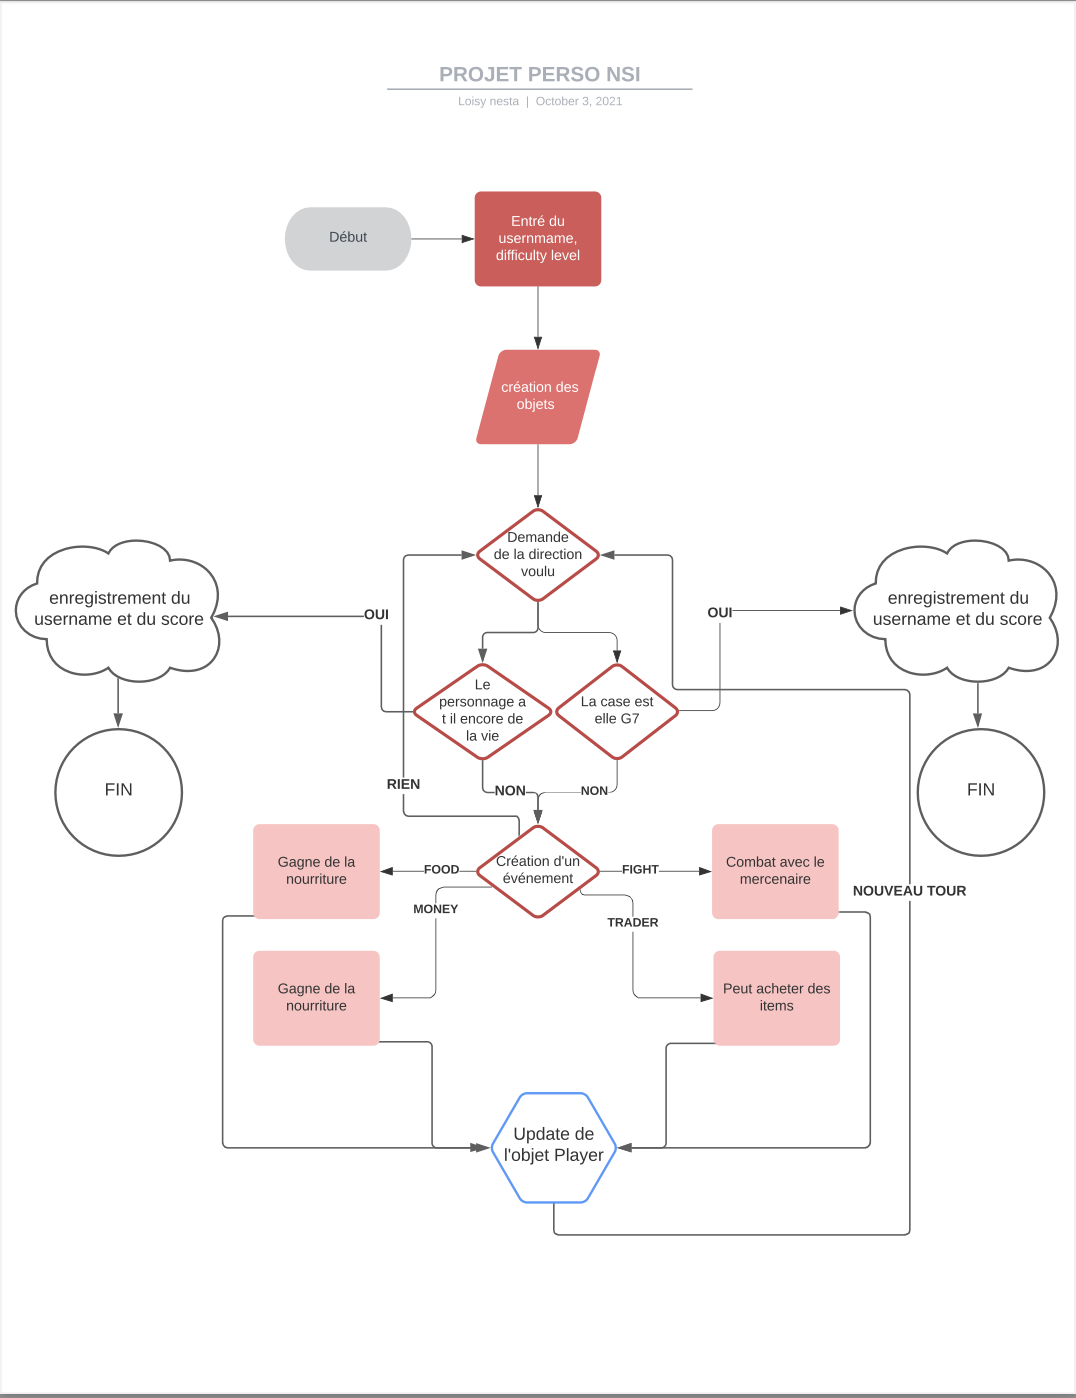 PROJET PERSO NSI
Loisy nesta | October 3, 2021
Début
Entré du
usernmame,
difficulty level
création des
objets
Demande
de la direction
voulu
enregistrement du
username et du score
OUI
OUI
enregistrement du
username et du score
Le
personnage a
t il encore de
la vie
La case est
elle G7
FIN
RIEN
NON
NON
FIN
Gagne de la
nourriture
FOOD
Création d'un
événement
FIGHT
Combat avec le
mercenaire
NOUVEAU TOUR
MONEY
TRADER
Gagne de la
nourriture
Peut acheter des
items
Update de
l'objet Player